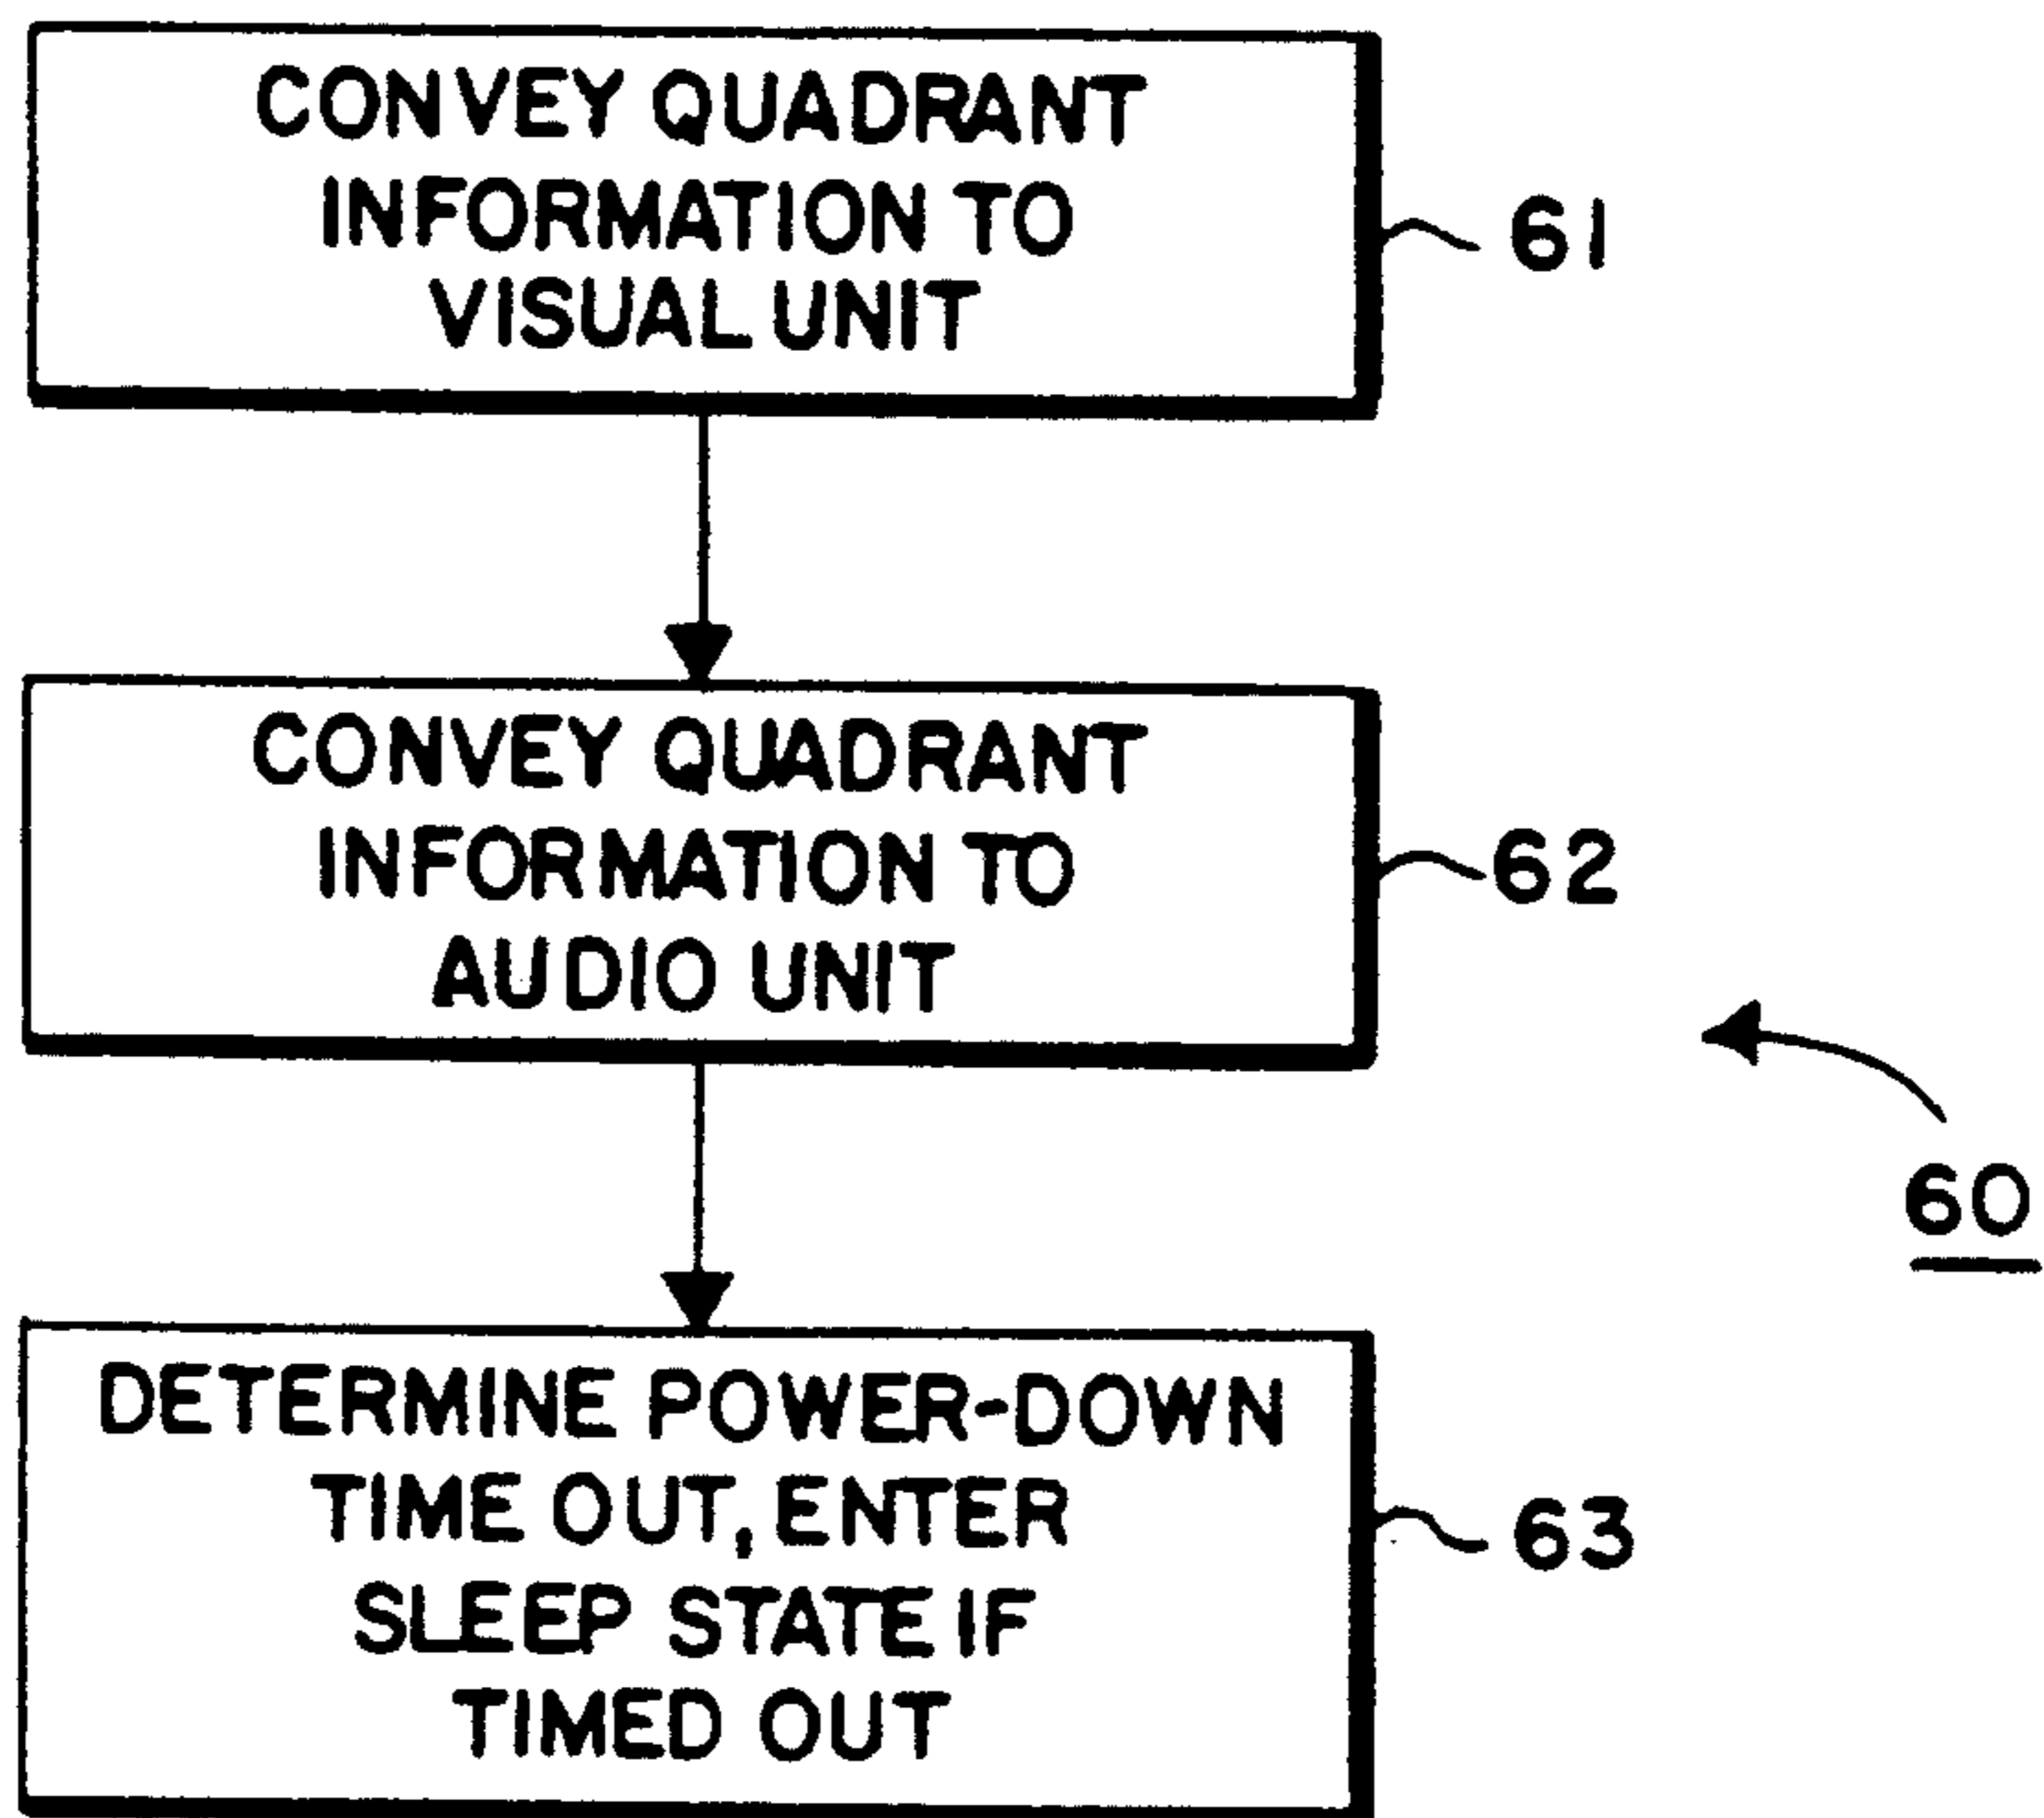 CONVEY QUADRANT
INFORMATION TO
VISUAL UNIT
61
CONVEY QUADRANT
INFORMATION TO
AUDIO UNIT
62
60
DETERMINE POWER-DOWN
TIME OUT, ENTER
SLEEP STATE IF
TIMED OUT
63